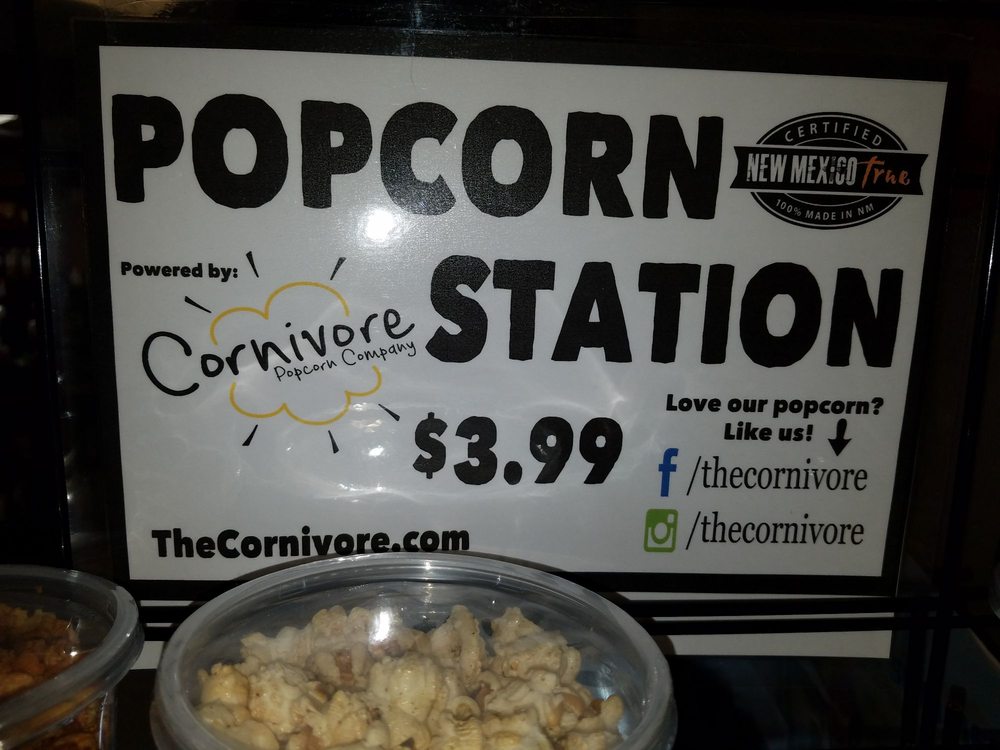 POPCORN
STATION
CERTIFIED
NEW MEXICO True
100% MADE IN NM
Powered by:
Cornivore
Popcorn Company
$3.99
Love our popcorn?
Like us!
f /thecornivore
/thecornivore
TheCornivore.com